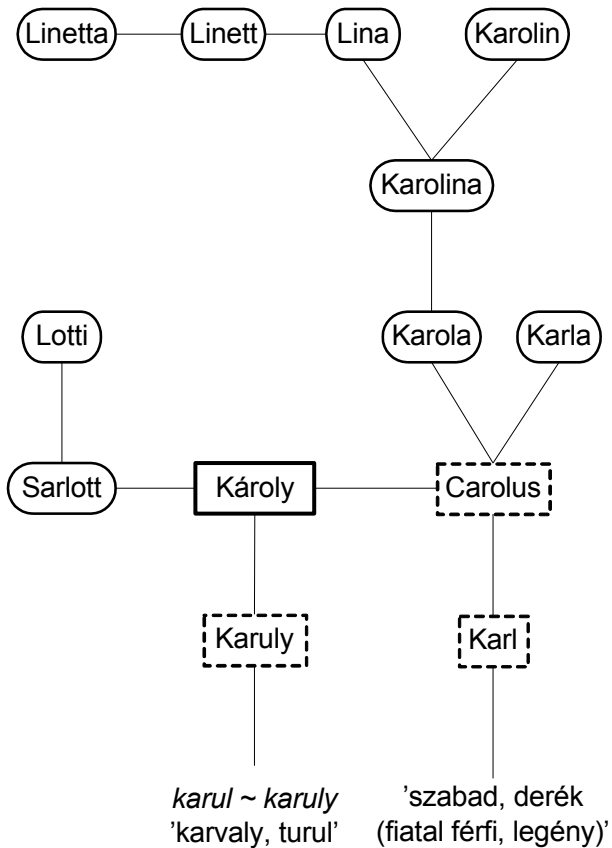 Linetta Linett Lina Karolin
Karolina
Lotti Karola Karla
Sarlott Károly Carolus
Karuly Karl
karul ~ karuly
’karvaly, turul’
’szabad, derék
(fiatal férfi, legény)’